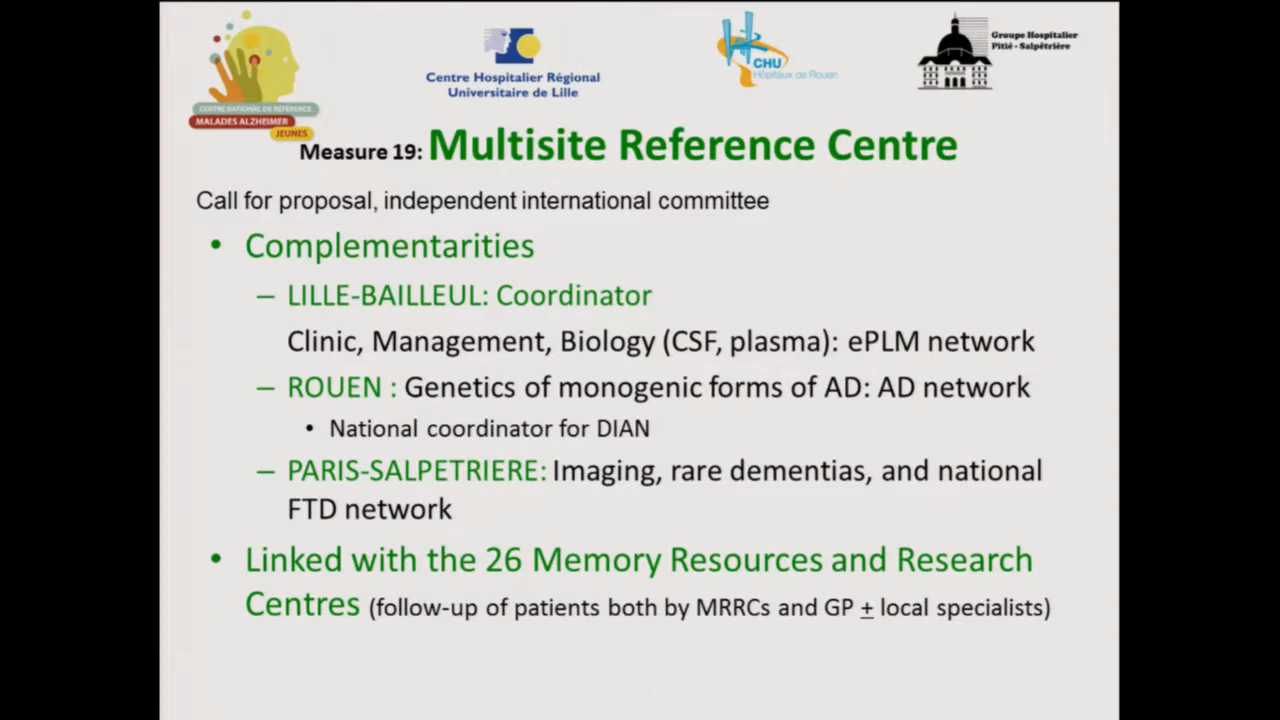 CENTRE NATIONAL DE RÉFÉRENCE
MALADES ALZHEIMER
JEUNES
Centre Hospitalier Régional
Universitaire de Lille
CHU
Hôpitaux de Rouen
Groupe Hospitalier
Pitié - Salpêtrière
Measure 19: Multisite Reference Centre
Call for proposal, independent international committee
• Complementarities
– LILLE-BAILLEUL: Coordinator
Clinic, Management, Biology (CSF, plasma): ePLM network
– ROUEN : Genetics of monogenic forms of AD: AD network
• National coordinator for DIAN
– PARIS-SALPETRIERE: Imaging, rare dementias, and national
FTD network
• Linked with the 26 Memory Resources and Research
Centres (follow-up of patients both by MRRCs and GP ± local specialists)